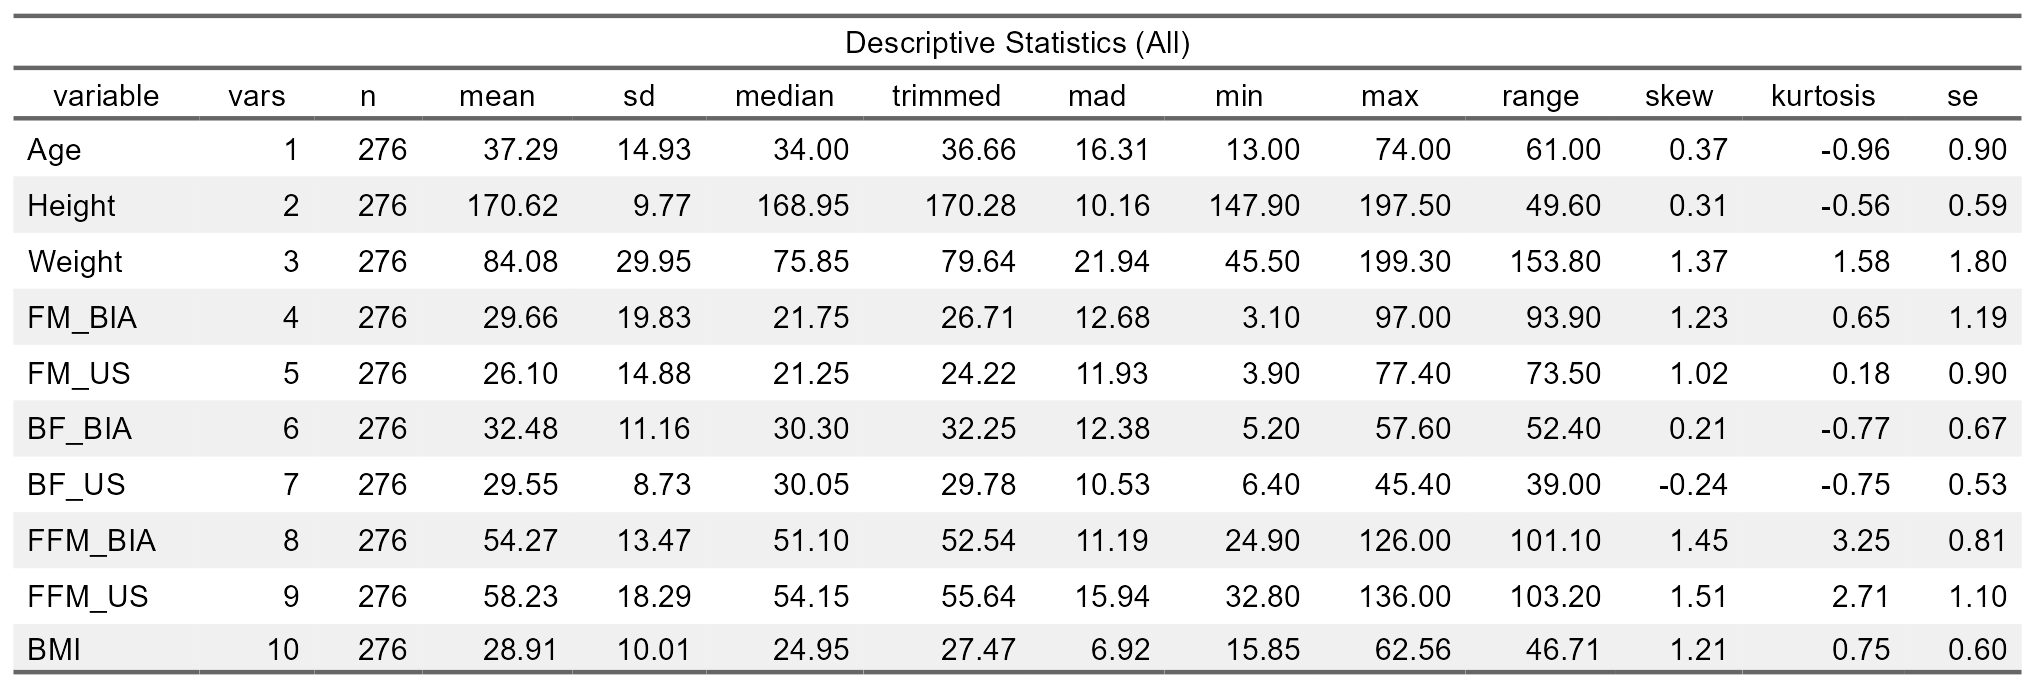 Descriptive Statistics (All)
variable vars n mean sd median trimmed mad min max range skew kurtosis se
Age 1 276 37.29 14.93 34.00 36.66 16.31 13.00 74.00 61.00 0.37 -0.96 0.90
Height 2 276 170.62 9.77 168.95 170.28 10.16 147.90 197.50 49.60 0.31 -0.56 0.59
Weight 3 276 84.08 29.95 75.85 79.64 21.94 45.50 199.30 153.80 1.37 1.58 1.80
FM_BIA 4 276 29.66 19.83 21.75 26.71 12.68 3.10 97.00 93.90 1.23 0.65 1.19
FM_US 5 276 26.10 14.88 21.25 24.22 11.93 3.90 77.40 73.50 1.02 0.18 0.90
BF_BIA 6 276 32.48 11.16 30.30 32.25 12.38 5.20 57.60 52.40 0.21 -0.77 0.67
BF_US 7 276 29.55 8.73 30.05 29.78 10.53 6.40 45.40 39.00 -0.24 -0.75 0.53
FFM_BIA 8 276 54.27 13.47 51.10 52.54 11.19 24.90 126.00 101.10 1.45 3.25 0.81
FFM_US 9 276 58.23 18.29 54.15 55.64 15.94 32.80 136.00 103.20 1.51 2.71 1.10
BMI 10 276 28.91 10.01 24.95 27.47 6.92 15.85 62.56 46.71 1.21 0.75 0.60